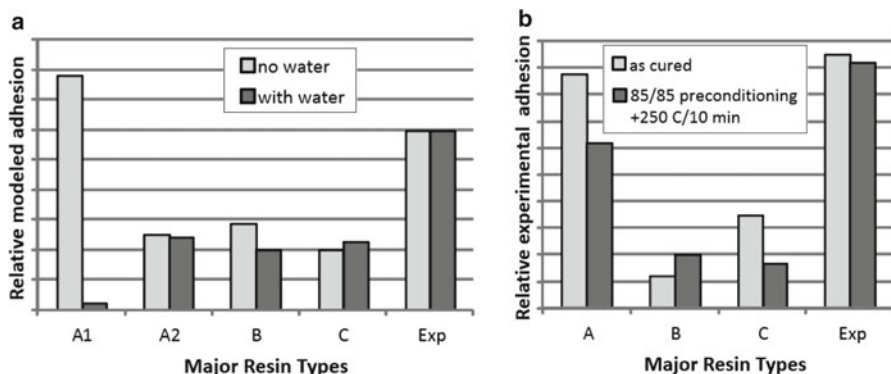 a
Relative modeled adhesion
no water
with water
A1 A2 B C Exp
Major Resin Types
b
Relative experimental adhesion
as cured
85/85 preconditioning
+250 C/10 min
A B C Exp
Major Resin Types